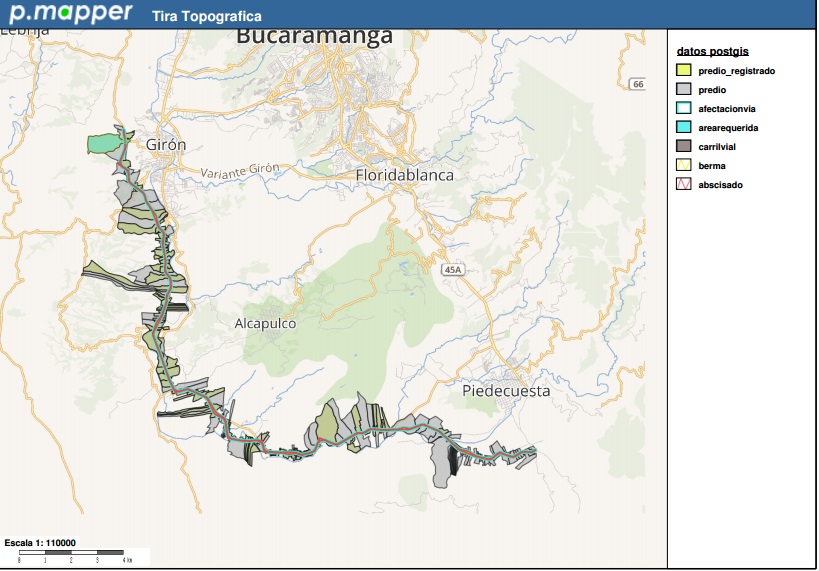 p.mapper Tira Topografica
Lebrija
Bucaramanga
66
Girón
Variante Girón
Floridablanca
45A
Alcapulco
Piedecuesta
datos postgis
predio_registrado
predio
afectacionvia
arearequerida
carrilvial
berma
abscisado
Escala 1: 110000
0 1 2 3 4 km